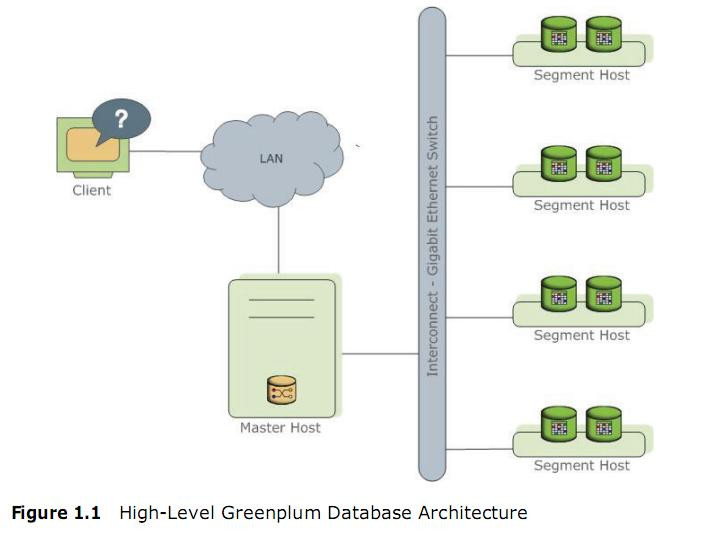 Segment Host
?
Client
LAN
Interconnect - Gigabit Ethernet Switch
Segment Host
Segment Host
Master Host
Segment Host
Figure 1.1 High-Level Greenplum Database Architecture